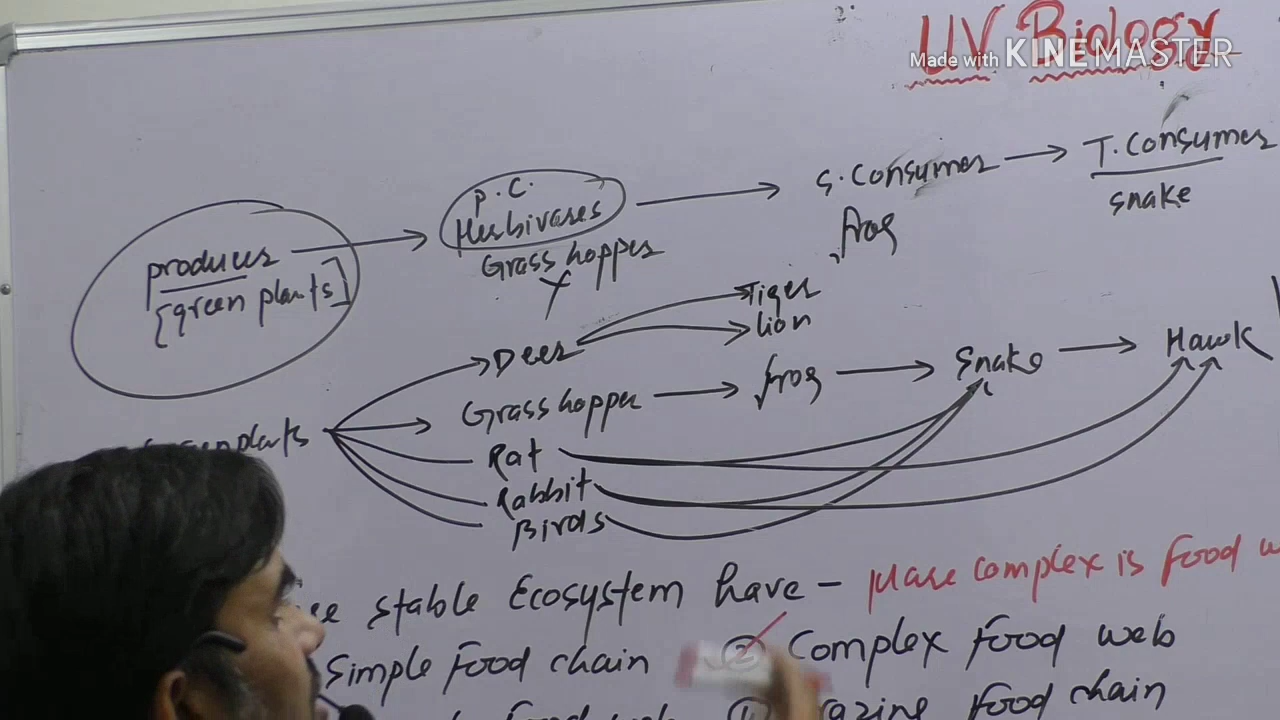 UV Biology
Made with KINEMASTER
P.C.
Herbivores
Grass hopper
producers
[green plants]
S. Consumer
frog
T. Consumer
snake
Deer
Tiger
Lion
Grass hopper
frog
Snake
Hawk
plants
Rat
Rabbit
Birds
stable Ecosystem have - More complex is Food
Simple Food chain ② Complex Food web
Food chain